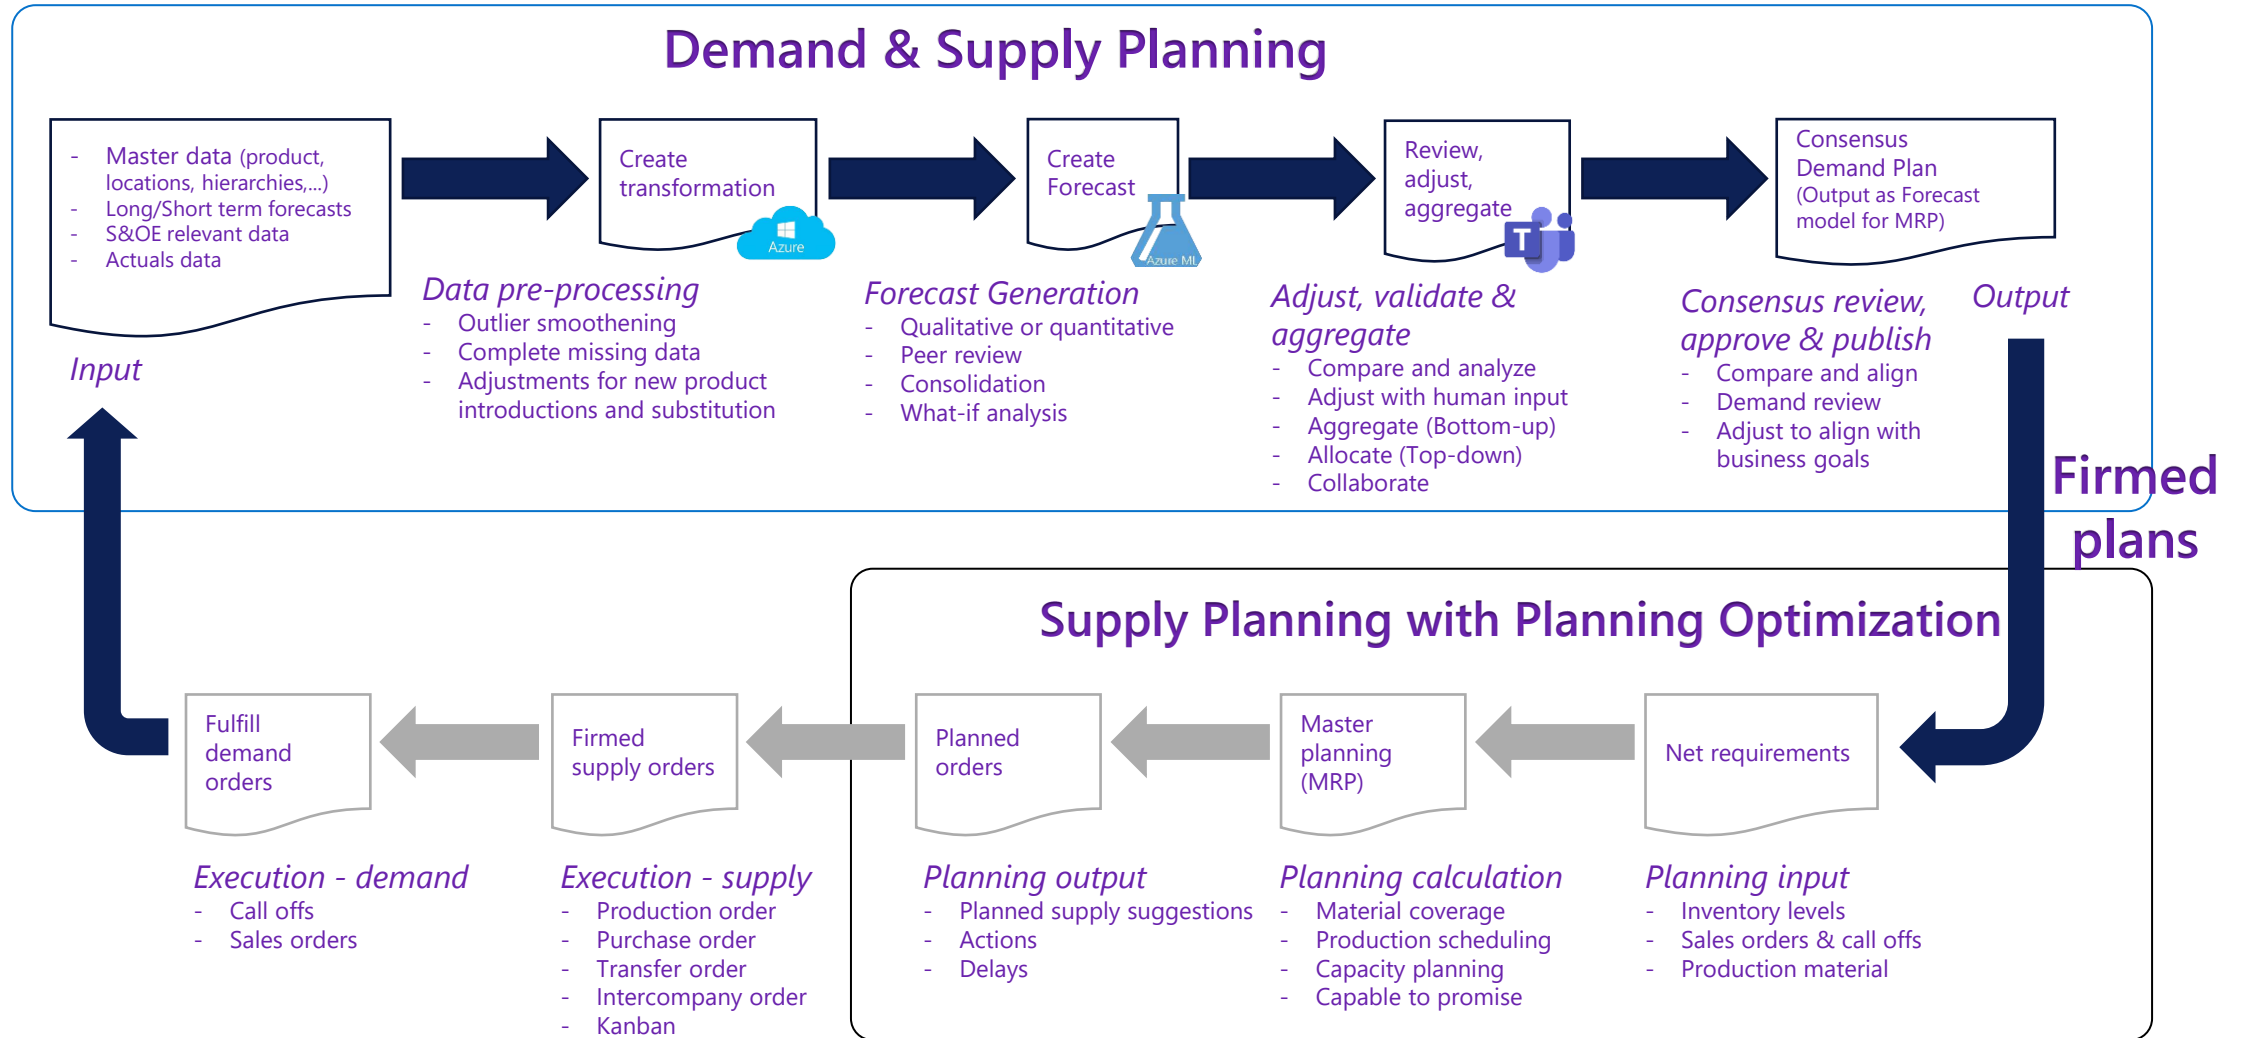 Demand & Supply Planning
- Master data (product,
locations, hierarchies,...)
- Long/Short term forecasts
- S&OE relevant data
- Actuals data
Input
Create
transformation
Azure
Data pre-processing
- Outlier smoothening
- Complete missing data
- Adjustments for new product
introductions and substitution
Create
Forecast
Azure ML
Forecast Generation
- Qualitative or quantitative
- Peer review
- Consolidation
- What-if analysis
Review,
adjust,
aggregate
T
Adjust, validate &
aggregate
- Compare and analyze
- Adjust with human input
- Aggregate (Bottom-up)
- Allocate (Top-down)
- Collaborate
Consensus
Demand Plan
(Output as Forecast
model for MRP)
Consensus review,
approve & publish
- Compare and align
- Demand review
- Adjust to align with
business goals
Output
Firmed
plans
Supply Planning with Planning Optimization
Fulfill
demand
orders
Execution - demand
- Call offs
- Sales orders
Firmed
supply orders
Execution - supply
- Production order
- Purchase order
- Transfer order
- Intercompany order
- Kanban
Planned
orders
Planning output
- Planned supply suggestions
- Actions
- Delays
Master
planning
(MRP)
Planning calculation
- Material coverage
- Production scheduling
- Capacity planning
- Capable to promise
Net requirements
Planning input
- Inventory levels
- Sales orders & call offs
- Production material